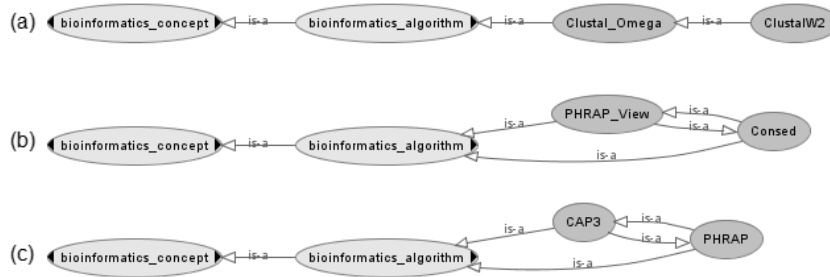 (a) bioinformatics_concept is-a bioinformatics_algorithm is-a Clustal_Omega is-a ClustalW2
PHRAP_View is-a
is-a is-a
(b) bioinformatics_concept is-a bioinformatics_algorithm Consed
is-a
CAP3 is-a
is-a is-a PHRAP
(c) bioinformatics_concept is-a bioinformatics_algorithm is-a